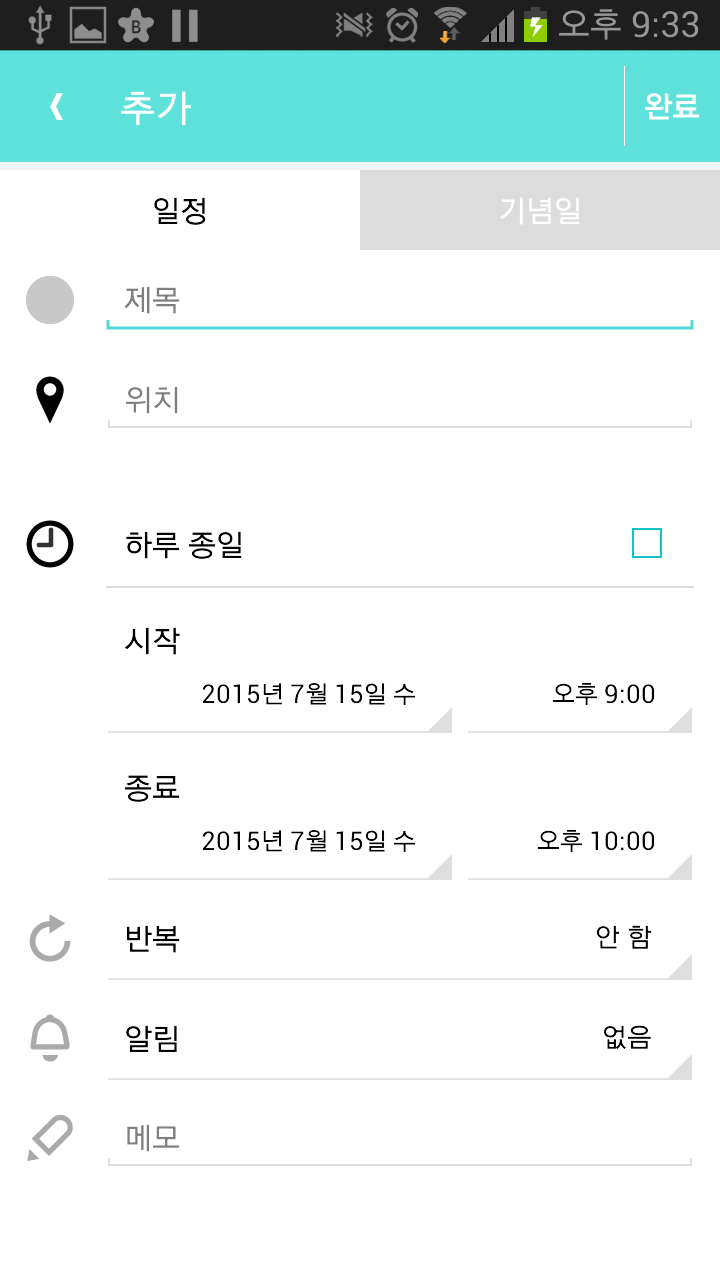 오후 9:33
추가
완료
일정
기념일
제목
위치
하루 종일
시작
2015년 7월 15일 수
오후 9:00
종료
2015년 7월 15일 수
오후 10:00
반복
안 함
알림
없음
메모